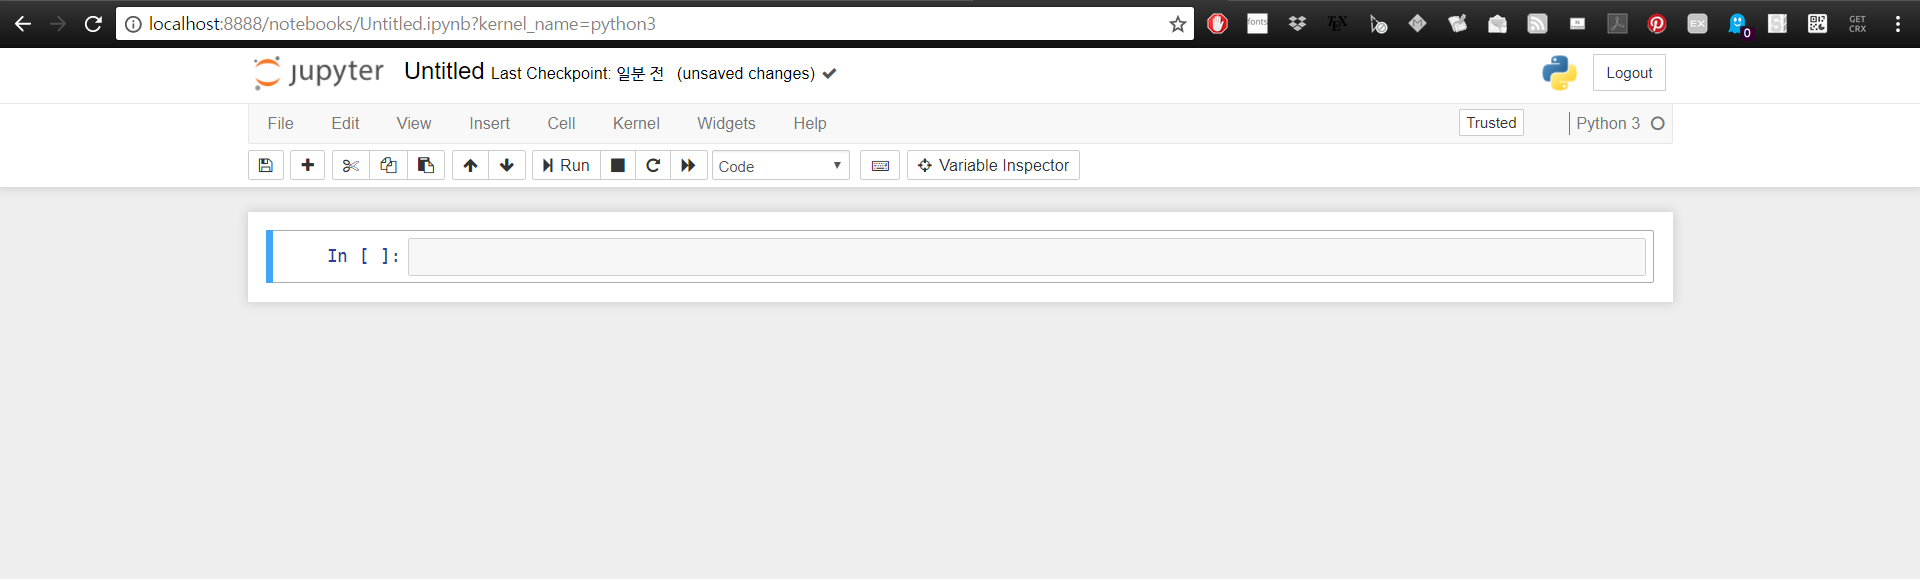 localhost:8888/notebooks/Untitled.ipynb?kernel_name=python3
fonts TEX EX 0 GET CRX
jupyter Untitled Last Checkpoint: 일분 전 (unsaved changes) Logout
File Edit View Insert Cell Kernel Widgets Help Trusted Python 3
Run Code Variable Inspector
In [ ]: